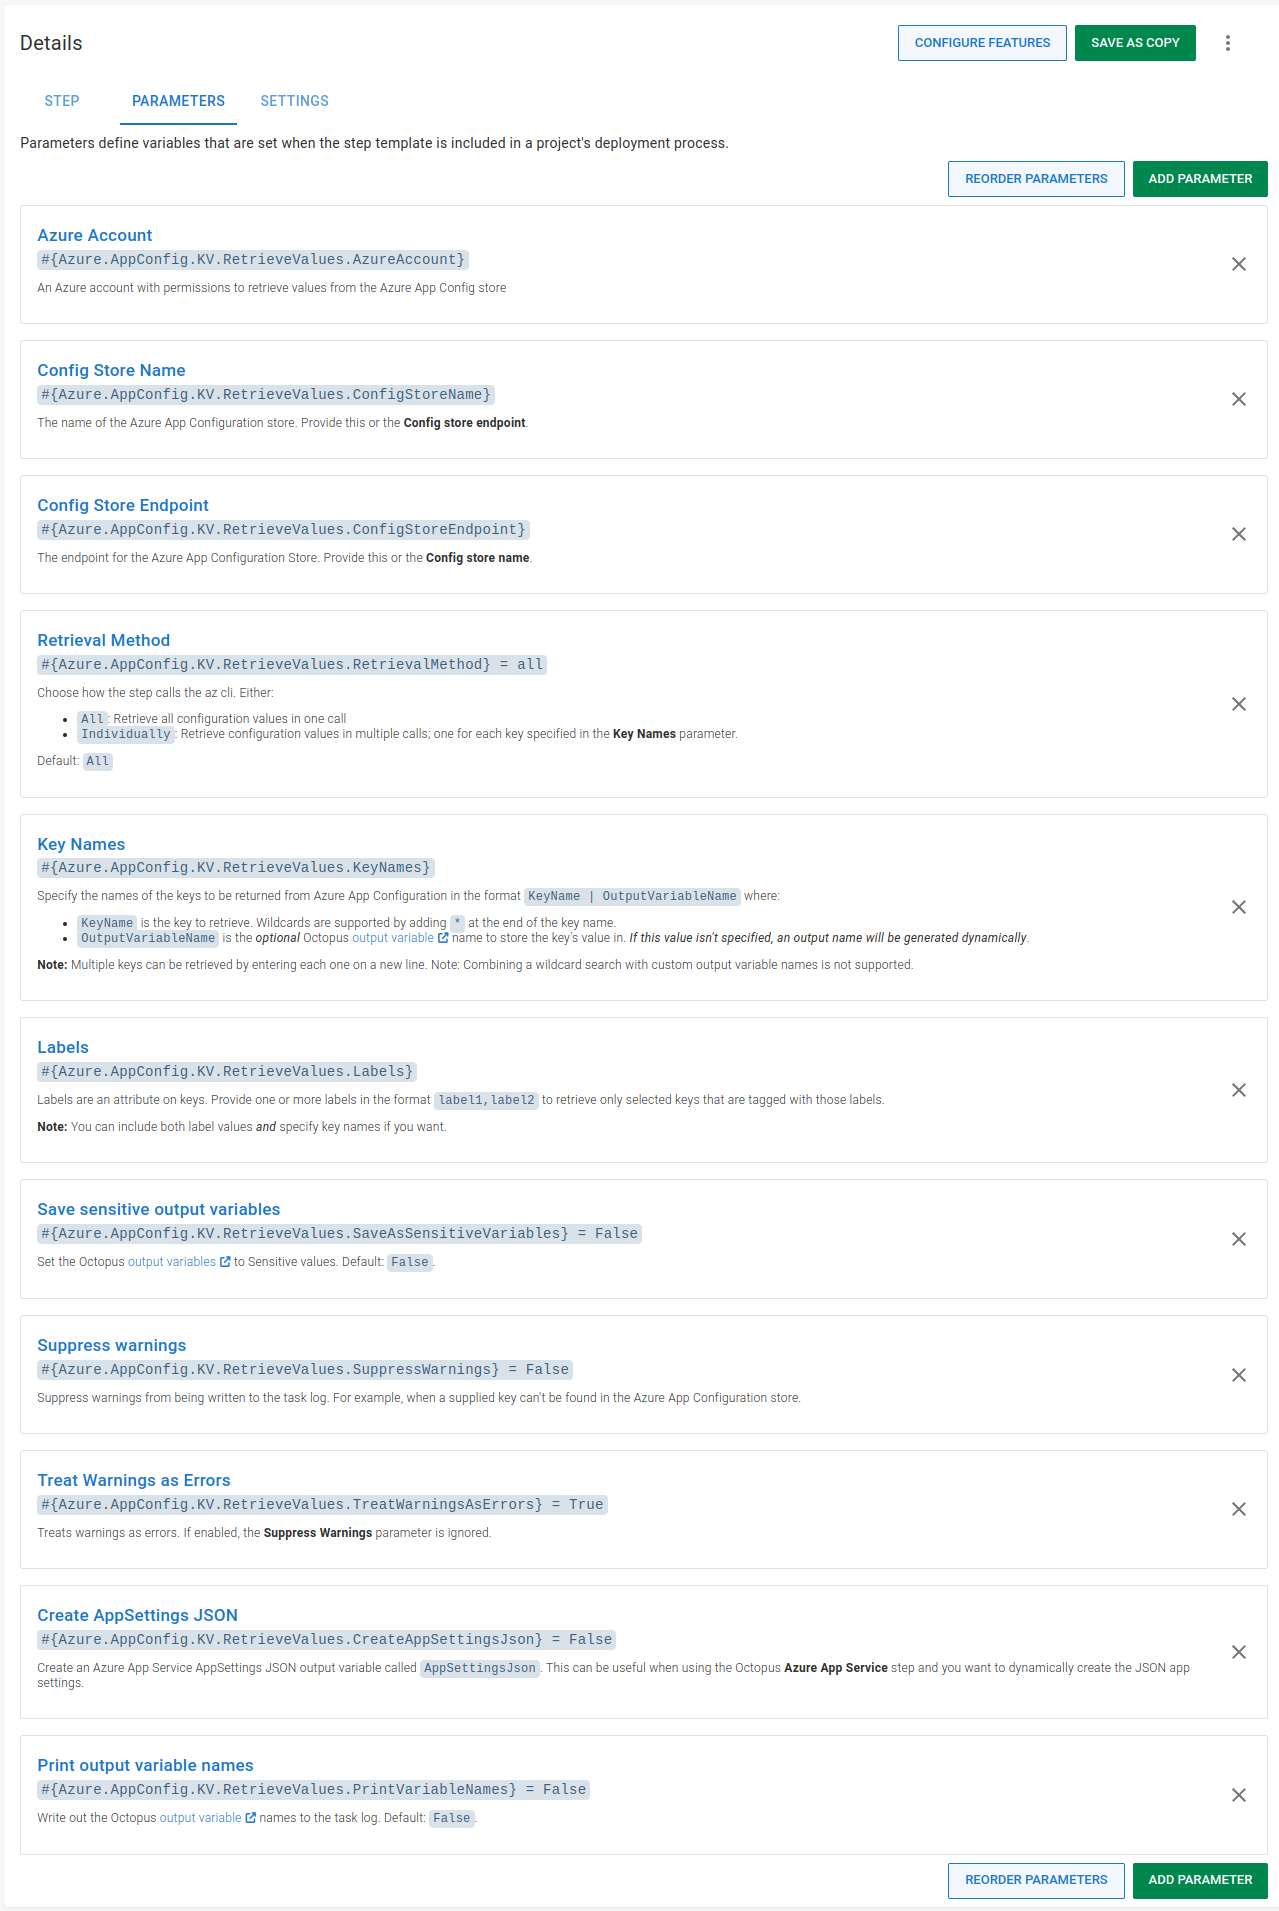 Details
CONFIGURE FEATURES
SAVE AS COPY
STEP
PARAMETERS
SETTINGS
Parameters define variables that are set when the step template is included in a project's deployment process.
REORDER PARAMETERS
ADD PARAMETER
Azure Account
#{Azure.AppConfig.KV.RetrieveValues.AzureAccount}
An Azure account with permissions to retrieve values from the Azure App Config store
Config Store Name
#{Azure.AppConfig.KV.RetrieveValues.ConfigStoreName}
The name of the Azure App Configuration store. Provide this or the Config store endpoint.
Config Store Endpoint
#{Azure.AppConfig.KV.RetrieveValues.ConfigStoreEndpoint}
The endpoint for the Azure App Configuration Store. Provide this or the Config store name.
Retrieval Method
#{Azure.AppConfig.KV.RetrieveValues.RetrievalMethod} = all
Choose how the step calls the az cli. Either:
• All: Retrieve all configuration values in one call
• Individually: Retrieve configuration values in multiple calls; one for each key specified in the Key Names parameter.
Default: All
Key Names
#{Azure.AppConfig.KV.RetrieveValues.KeyNames}
Specify the names of the keys to be returned from Azure App Configuration in the format KeyName | OutputVariableName where:
• KeyName is the key to retrieve. Wildcards are supported by adding * at the end of the key name.
• OutputVariableName is the optional Octopus output variable name to store the key's value in. If this value isn't specified, an output name will be generated dynamically.
Note: Multiple keys can be retrieved by entering each one on a new line. Note: Combining a wildcard search with custom output variable names is not supported.
Labels
#{Azure.AppConfig.KV.RetrieveValues.Labels}
Labels are an attribute on keys. Provide one or more labels in the format label1,label2 to retrieve only selected keys that are tagged with those labels.
Note: You can include both label values and specify key names if you want.
Save sensitive output variables
#{Azure.AppConfig.KV.RetrieveValues.SaveAsSensitiveVariables} = False
Set the Octopus output variables to Sensitive values. Default: False.
Suppress warnings
#{Azure.AppConfig.KV.RetrieveValues.SuppressWarnings} = False
Suppress warnings from being written to the task log. For example, when a supplied key can't be found in the Azure App Configuration store.
Treat Warnings as Errors
#{Azure.AppConfig.KV.RetrieveValues.TreatWarningsAsErrors} = True
Treats warnings as errors. If enabled, the Suppress Warnings parameter is ignored.
Create AppSettings JSON
#{Azure.AppConfig.KV.RetrieveValues.CreateAppSettingsJson} = False
Create an Azure App Service AppSettings JSON output variable called AppSettingsJson. This can be useful when using the Octopus Azure App Service step and you want to dynamically create the JSON app
settings.
Print output variable names
#{Azure.AppConfig.KV.RetrieveValues.PrintVariableNames} = False
Write out the Octopus output variable names to the task log. Default: False.
REORDER PARAMETERS
ADD PARAMETER